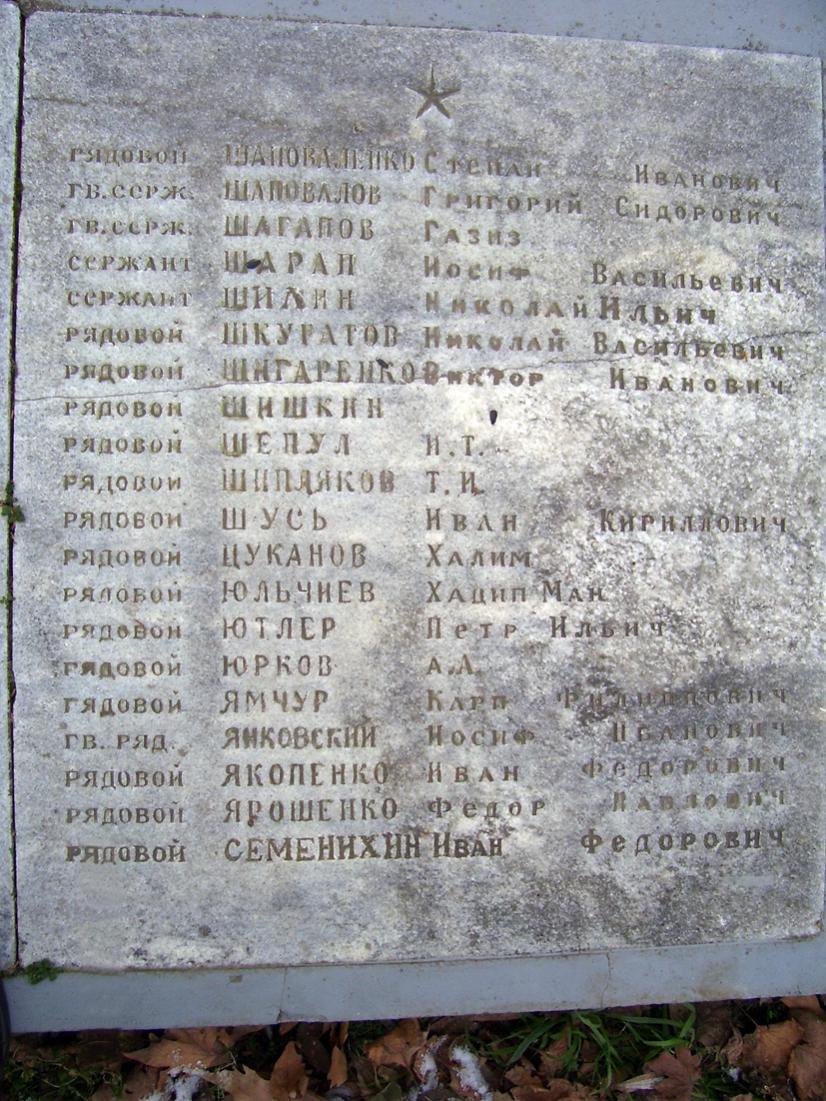 рядовой Шаповаленко Степан Иванович
гв. серж. Шаповалов Григорий Сидорович
гв. серж. Шагапов Газиз
сержант Шарап Иосиф Васильевич
сержант Шилин Николай Ильич
рядовой Шкуратов Николай Васильевич
рядовой Шигаренко Виктор Иванович
рядовой Шишкин
рядовой Шепул И.Т.
рядовой Шипляков Т.И.
рядовой Шусь Иван Кириллович
рядовой Цуканов Халим
рядовой Юльчиев Хацип Ман
рядовой Ютлер Петр Ильич
рядовой Юрков А.Л.
рядовой Ямчур Карп Филиппович
гв. ряд. Янковский Иосиф Иванович
рядовой Якопенко Иван Федорович
рядовой Ярошенко Федор Павлович
рядовой Семенихин Иван Федорович